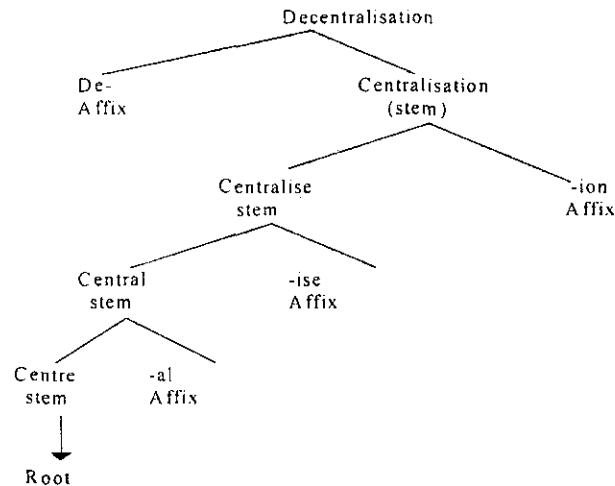 Decentralisation
De-
Affix
Centralisation
(stem)
Centralise
stem
-ion
Affix
Central
stem
-ise
Affix
Centre
stem
-al
Affix
Root